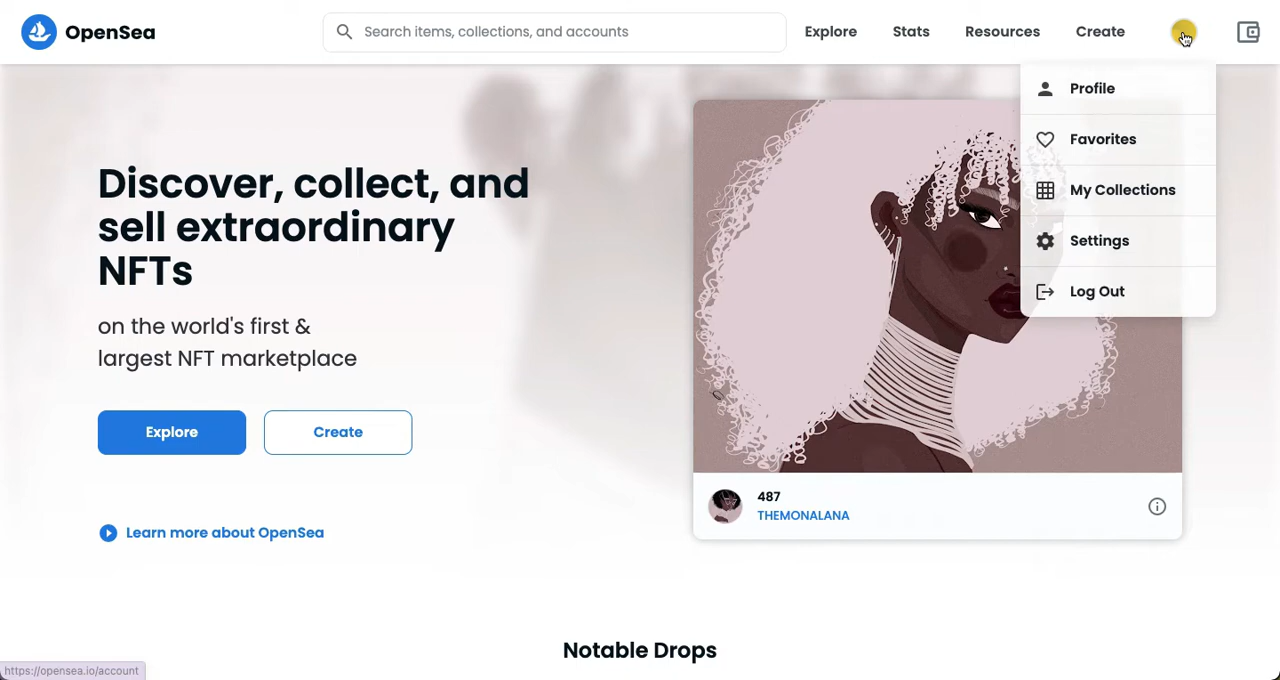 OpenSea
Search items, collections, and accounts
Explore
Stats
Resources
Create
Profile
Favorites
My Collections
Settings
Log Out
Discover, collect, and
sell extraordinary
NFTs
on the world's first &
largest NFT marketplace
Explore
Create
Learn more about OpenSea
487
THEMONALANA
Notable Drops
https://opensea.io/account